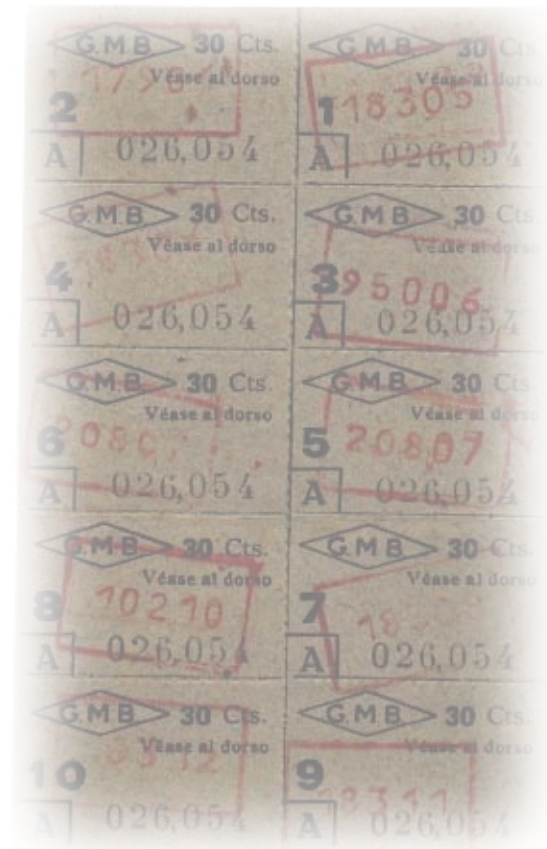 G.M.B 30 Cts.
Véase al dorso
2
A 026,054
G.M.B 30 Cts.
Véase al dorso
1 18305
A 026,054
G.M.B 30 Cts.
Véase al dorso
4
A 026,054
G.M.B 30 Cts.
Véase al dorso
3 95006
A 026,054
G.M.B 30 Cts.
Véase al dorso
6
A 026,054
G.M.B 30 Cts.
Véase al dorso
5 20807
A 026,054
G.M.B 30 Cts.
Véase al dorso
8 10210
A 026,054
G.M.B 30 Cts.
Véase al dorso
7
A 026,054
G.M.B 30 Cts.
Véase al dorso
10
A 026,054
G.M.B 30 Cts.
Véase al dorso
9
A 026,054